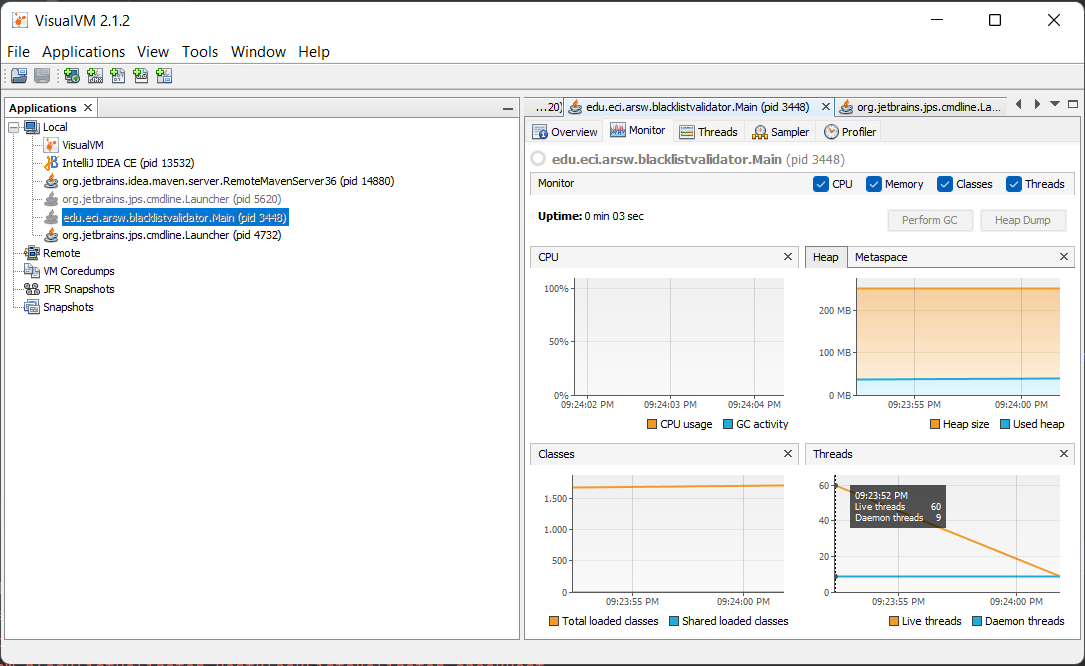 VisualVM 2.1.2
File Applications View Tools Window Help
Applications
Local
VisualVM
IntelliJ IDEA CE (pid 13532)
org.jetbrains.idea.maven.server.RemoteMavenServer36 (pid 14880)
org.jetbrains.jps.cmdline.Launcher (pid 5620)
edu.eci.arsw.blacklistvalidator.Main (pid 3448)
org.jetbrains.jps.cmdline.Launcher (pid 4732)
Remote
VM Coredumps
JFR Snapshots
Snapshots
...20) edu.eci.arsw.blacklistvalidator.Main (pid 3448) org.jetbrains.jps.cmdline.La...
Overview Monitor Threads Sampler Profiler
edu.eci.arsw.blacklistvalidator.Main (pid 3448)
Monitor CPU Memory Classes Threads
Uptime: 0 min 03 sec Perform GC Heap Dump
CPU
100%
50%
0%
09:24:02 PM 09:24:03 PM 09:24:04 PM
CPU usage GC activity
Heap Metaspace
200 MB
100 MB
0 MB
09:23:55 PM 09:24:00 PM
Heap size Used heap
Classes
1.500
1.000
500
0
09:23:55 PM 09:24:00 PM
Total loaded classes Shared loaded classes
Threads
60
40
20
0
09:23:52 PM
Live threads 60
Daemon threads 9
09:23:55 PM 09:24:00 PM
Live threads Daemon threads